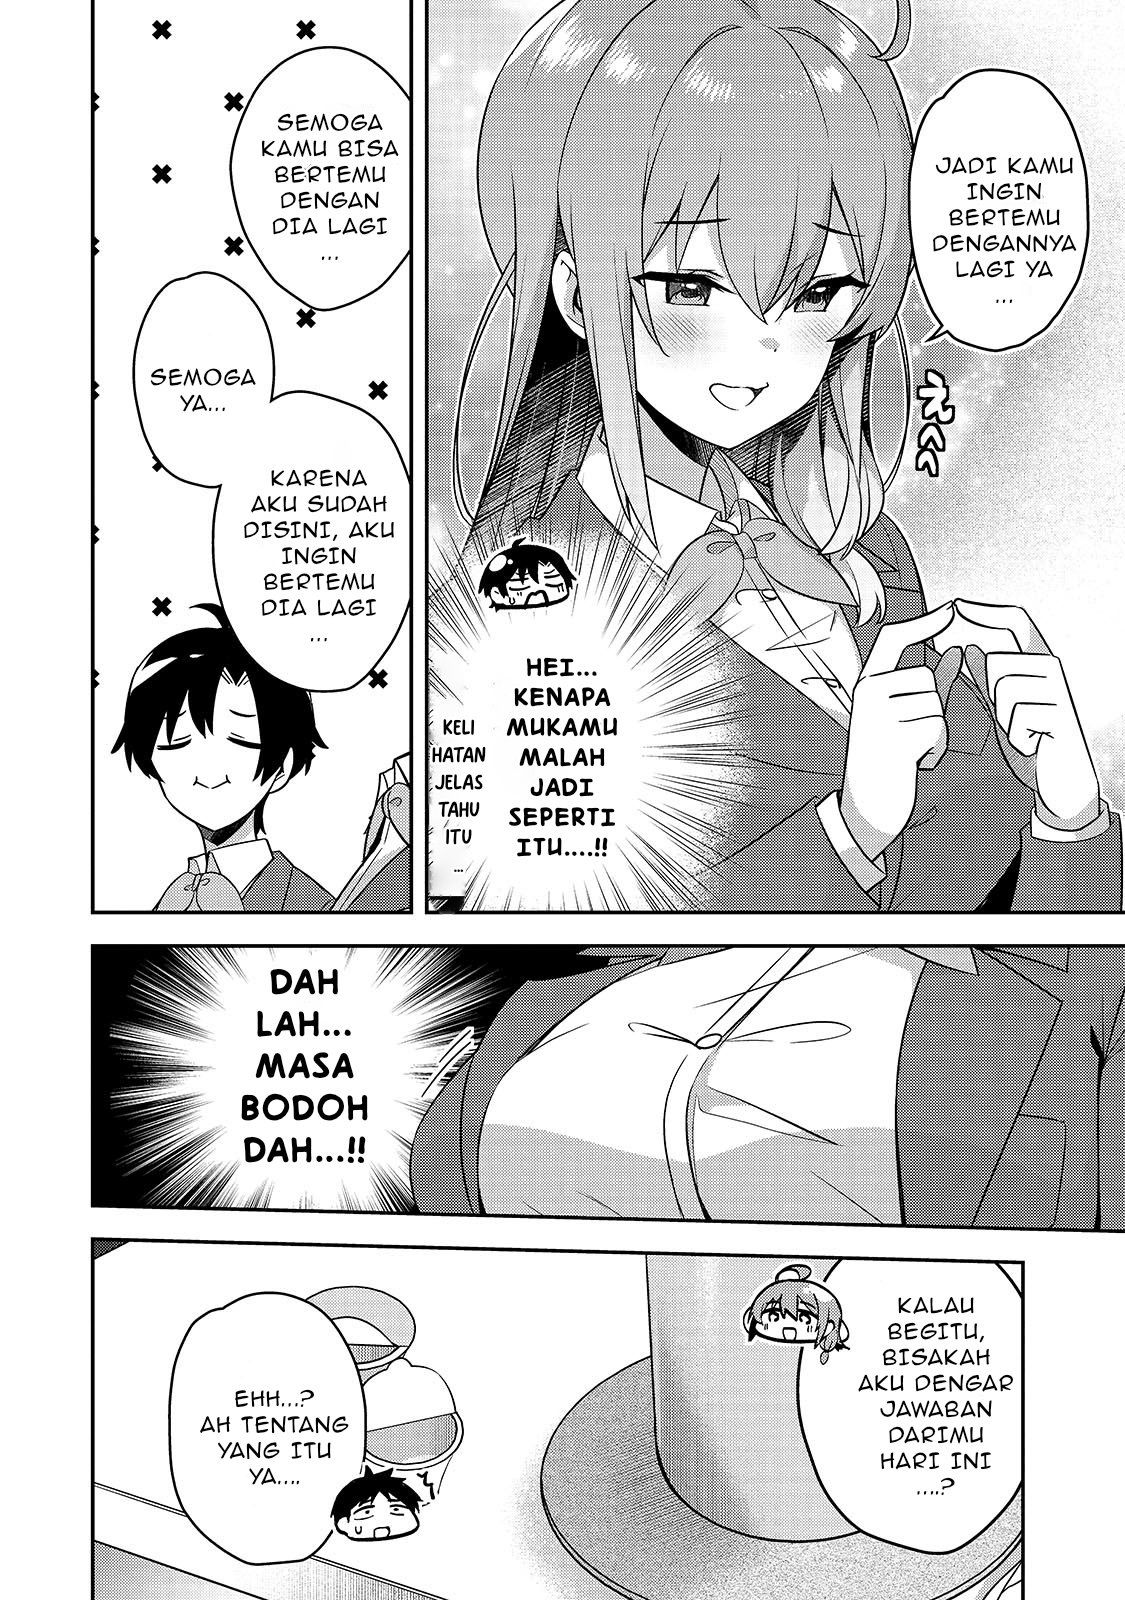 JADI KAMU
INGIN
BERTEMU
DENGANNYA
LAGI YA
...
えへへ
HEI...
KENAPA
MUKAMU
MALAH
JADI
SEPERTI
ITU....!!
KELI
HATAN
JELAS
TAHU
ITU
...
SEMOGA
KAMU BISA
BERTEMU
DENGAN
DIA LAGI
...
SEMOGA
YA...
KARENA
AKU SUDAH
DISINI, AKU
INGIN
BERTEMU
DIA LAGI
...
DAH
LAH...
MASA
BODOH
DAH...!!
KALAU
BEGITU,
BISAKAH
AKU DENGAR
JAWABAN
DARIMU
HARI INI
....?
EHH...?
AH TENTANG
YANG ITU
YA....